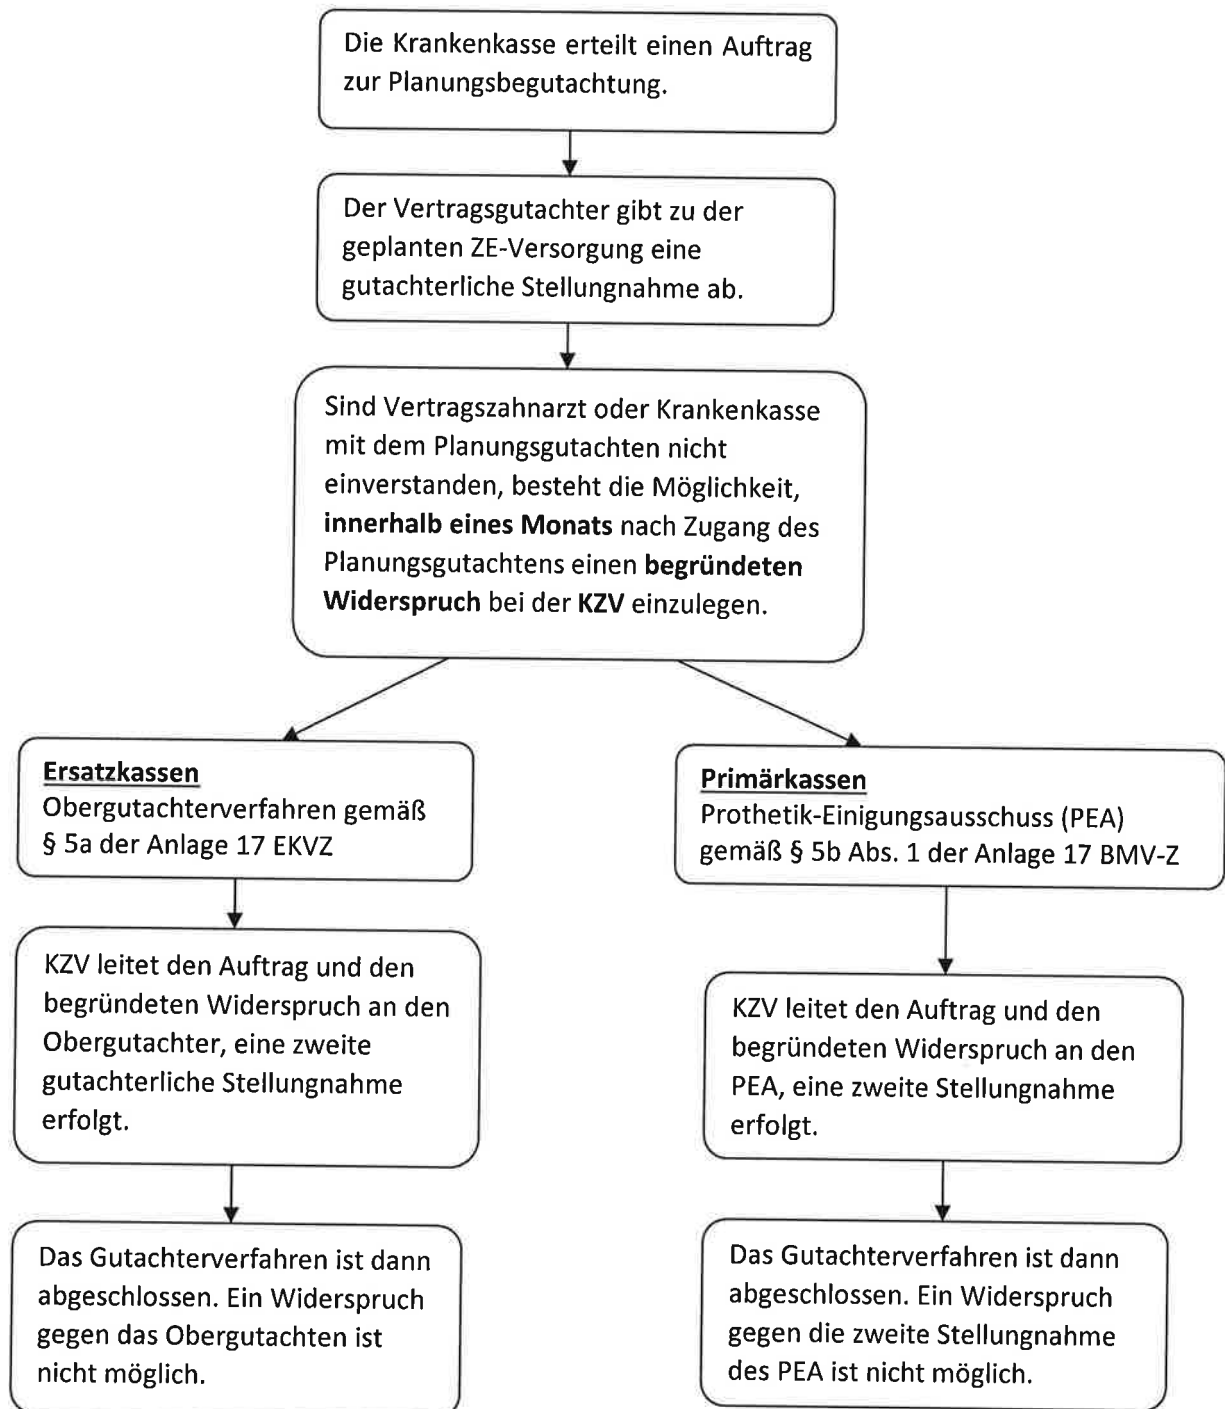 Die Krankenkasse erteilt einen Auftrag
zur Planungsbegutachtung.
Der Vertragsgutachter gibt zu der
geplanten ZE-Versorgung eine
gutachterliche Stellungnahme ab.
Sind Vertragszahnarzt oder Krankenkasse
mit dem Planungsgutachten nicht
einverstanden, besteht die Möglichkeit,
innerhalb eines Monats nach Zugang des
Planungsgutachtens einen begründeten
Widerspruch bei der KZV einzulegen.
Ersatzkassen
Obergutachterverfahren gemäß
§ 5a der Anlage 17 EKVZ
KZV leitet den Auftrag und den
begründeten Widerspruch an den
Obergutachter, eine zweite
gutachterliche Stellungnahme
erfolgt.
Das Gutachterverfahren ist dann
abgeschlossen. Ein Widerspruch
gegen das Obergutachten ist
nicht möglich.
Primärkassen
Prothetik-Einigungsausschuss (PEA)
gemäß § 5b Abs. 1 der Anlage 17 BMV-Z
KZV leitet den Auftrag und den
begründeten Widerspruch an den
PEA, eine zweite Stellungnahme
erfolgt.
Das Gutachterverfahren ist dann
abgeschlossen. Ein Widerspruch
gegen die zweite Stellungnahme
des PEA ist nicht möglich.